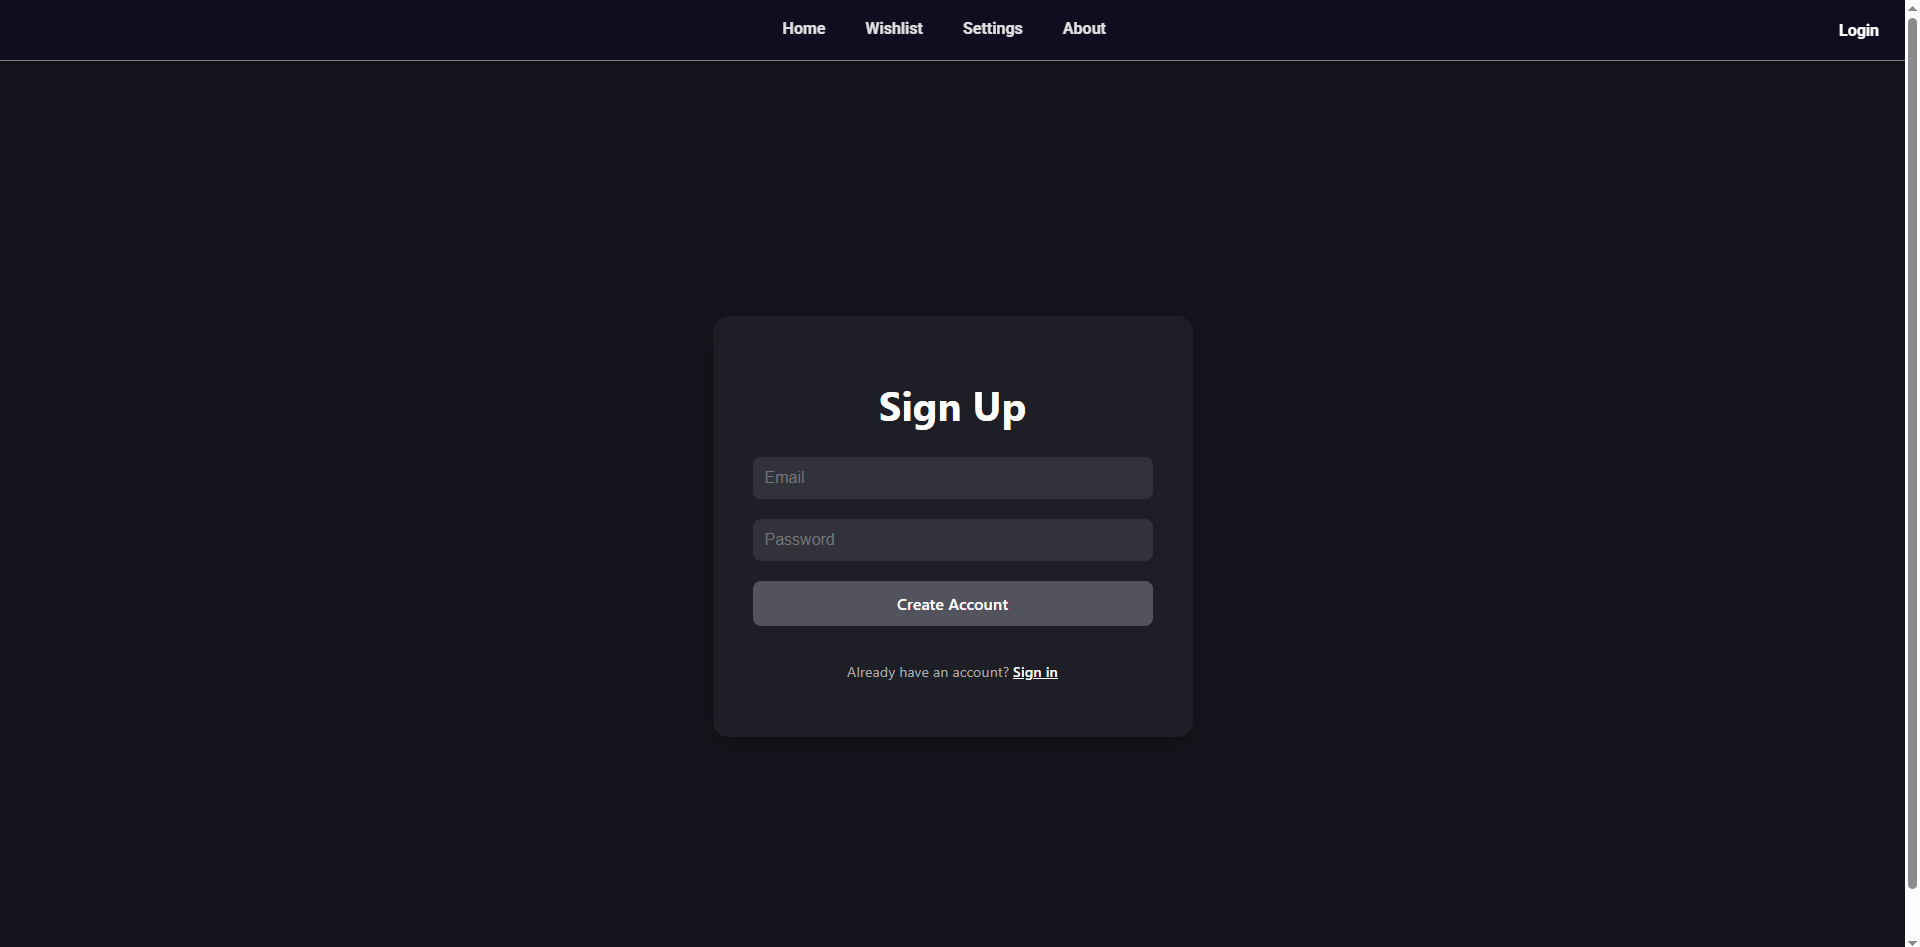 Home Wishlist Settings About Login
Sign Up
Email
Password
Create Account
Already have an account? Sign in